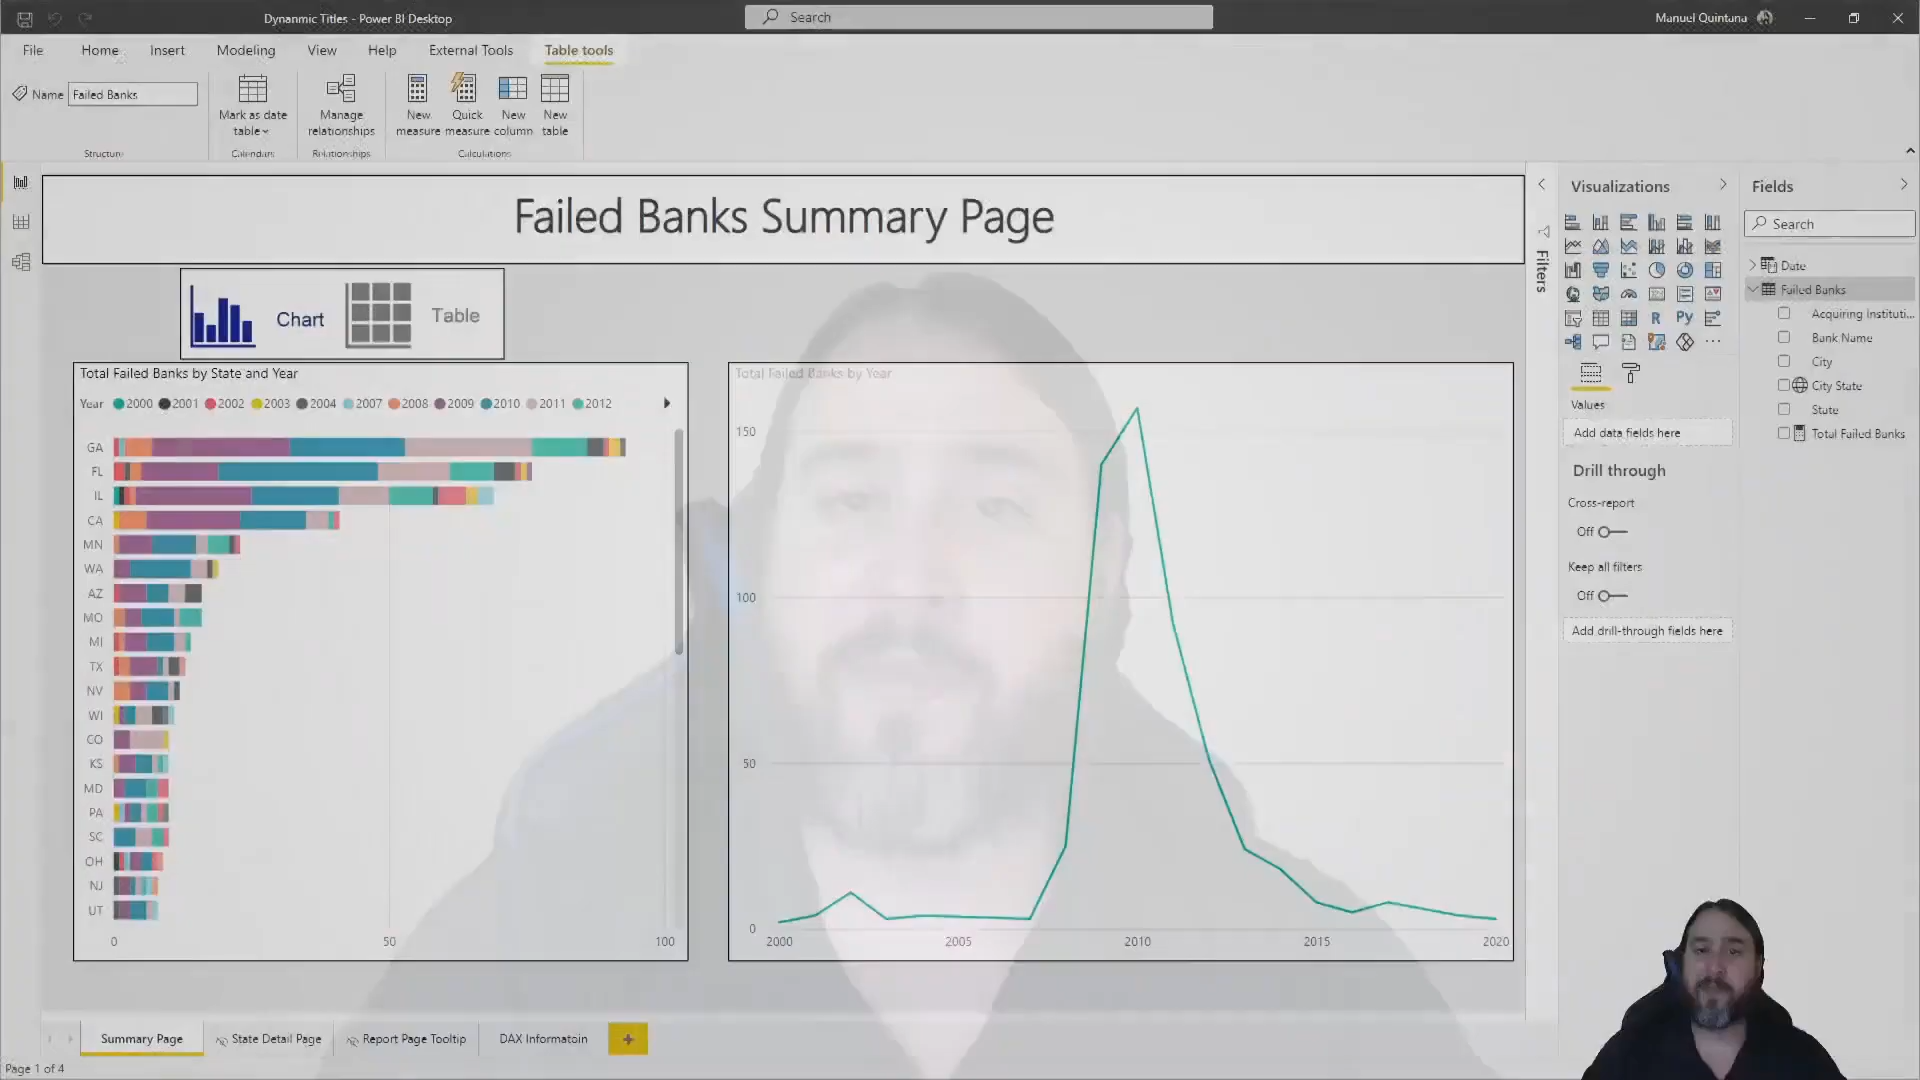 Dynanmic Titles - Power BI Desktop
Search
Manuel Quintana
File Home Insert Modeling View Help External Tools Table tools
Name Failed Banks
Mark as date table
Manage relationships
New measure
Quick measure
New column
New table
Structure Calendars Relationships Calculations
Failed Banks Summary Page
Chart Table
Total Failed Banks by State and Year
Year 2000 2001 2002 2003 2004 2007 2008 2009 2010 2011 2012
GA
FL
IL
CA
MN
WA
AZ
MO
MI
TX
NV
WI
CO
KS
MD
PA
SC
OH
NJ
UT
0 50 100
Total Failed Banks by Year
150
100
50
0
2000 2005 2010 2015 2020
Filters
Visualizations
R Py
Values
Add data fields here
Drill through
Cross-report
Off
Keep all filters
Off
Add drill-through fields here
Fields
Search
Date
Failed Banks
Acquiring Instituti...
Bank Name
City
City State
State
Total Failed Banks
Summary Page State Detail Page Report Page Tooltip DAX Informatoin +
Page 1 of 4